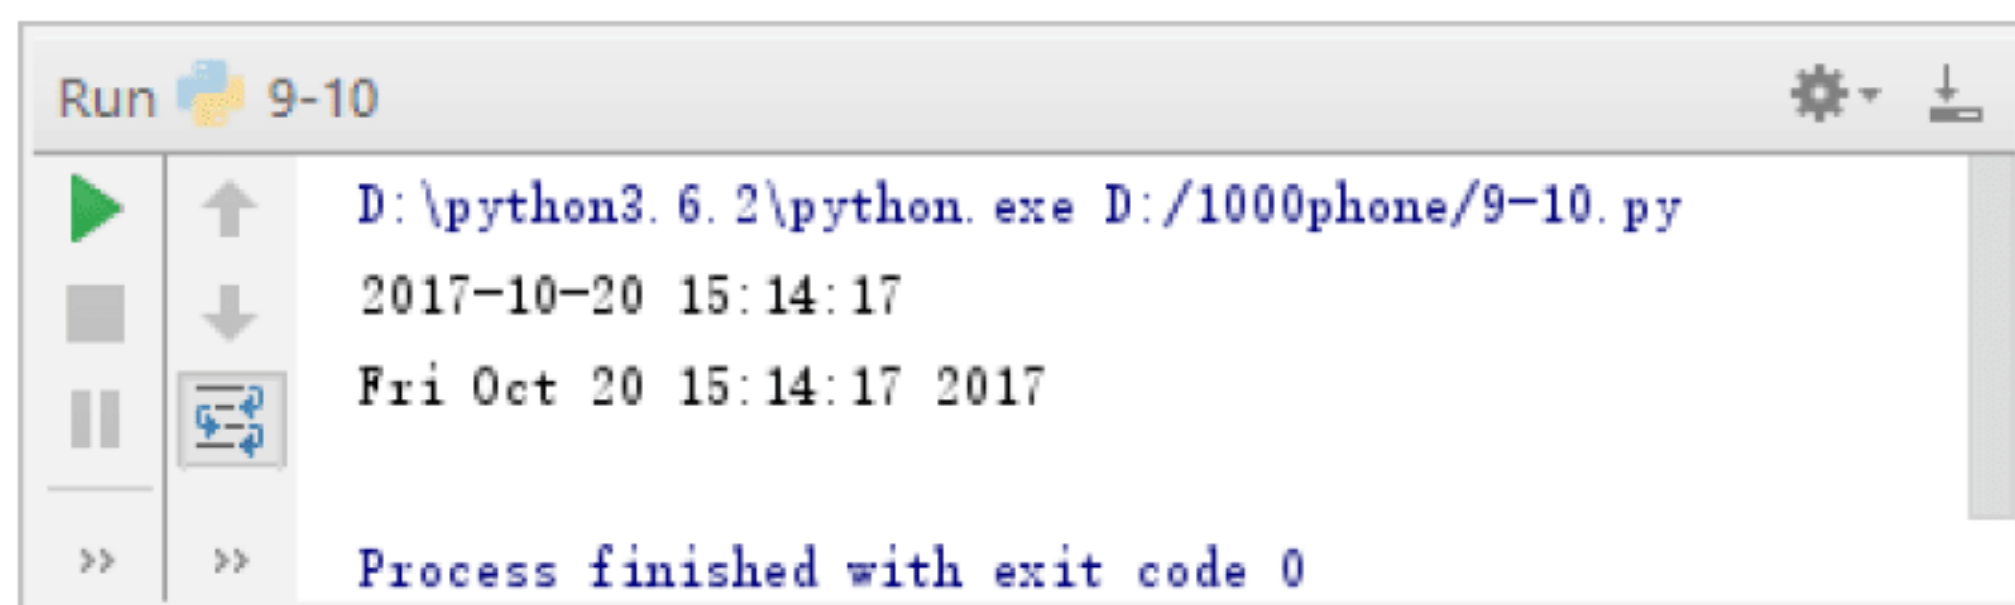 Run 9-10
D:\python3.6.2\python.exe D:/1000phone/9-10.py
2017-10-20 15:14:17
Fri Oct 20 15:14:17 2017
Process finished with exit code 0